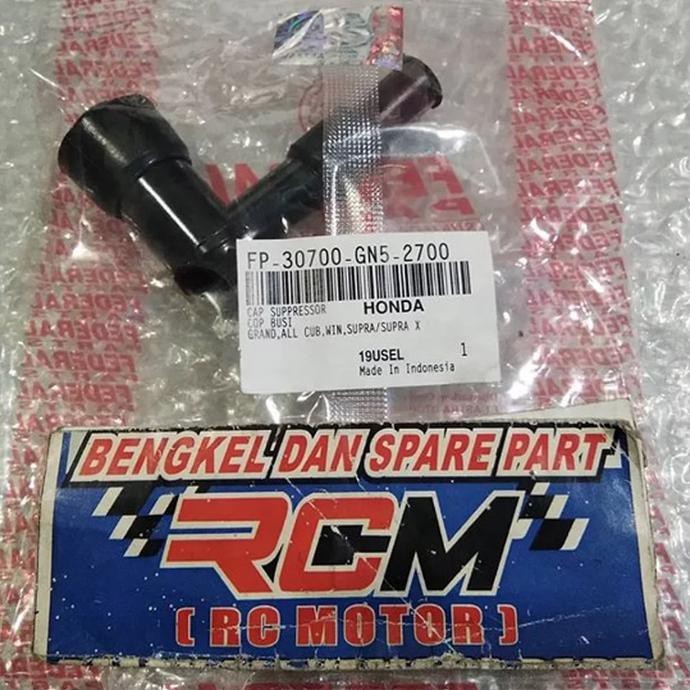 FEDERAL
FP-30700-GN5-2700
CAP SUPPRESSOR HONDA
COP BUSI
GRAND,ALL CUB,WIN,SUPRA/SUPRA X
19USEL 1
Made In Indonesia
BENGKEL DAN SPARE PART
RCM
( RC MOTOR )